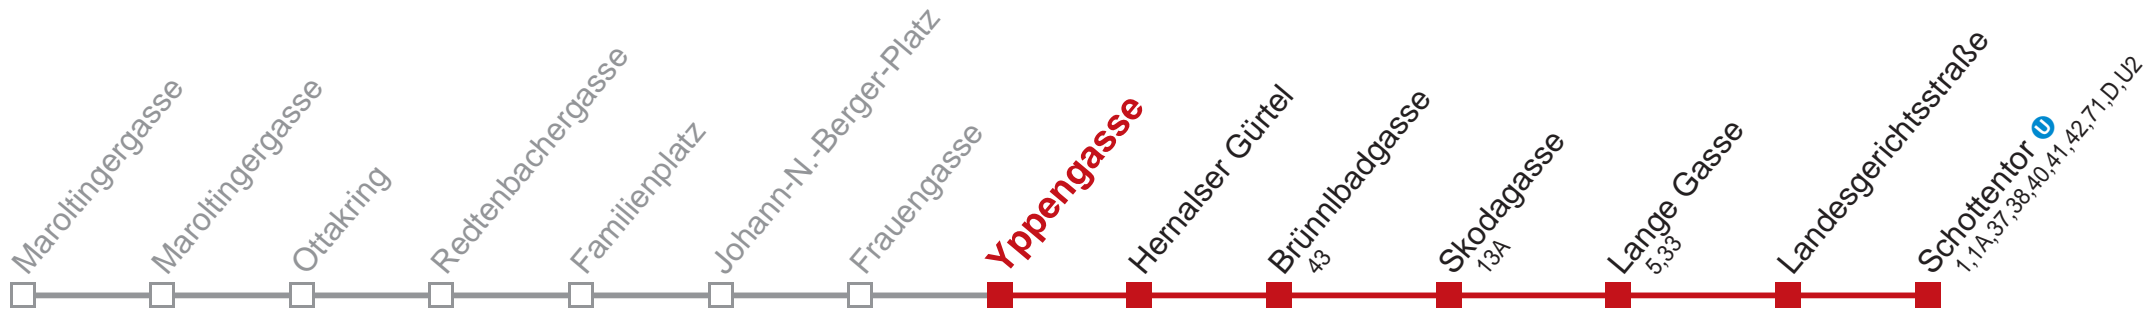 Maroltingergasse
Maroltingergasse
Ottakring
Redtenbachergasse
Familienplatz
Johann-N.-Berger-Platz
Frauengasse
Yppengasse
Hernalser Gürtel
Brünnlbadgasse
43
Skodagasse
13A
Lange Gasse
5,33
Landesgerichtsstraße
Schottentor U
1,1A,37,38,40,41,42,71,D,U2